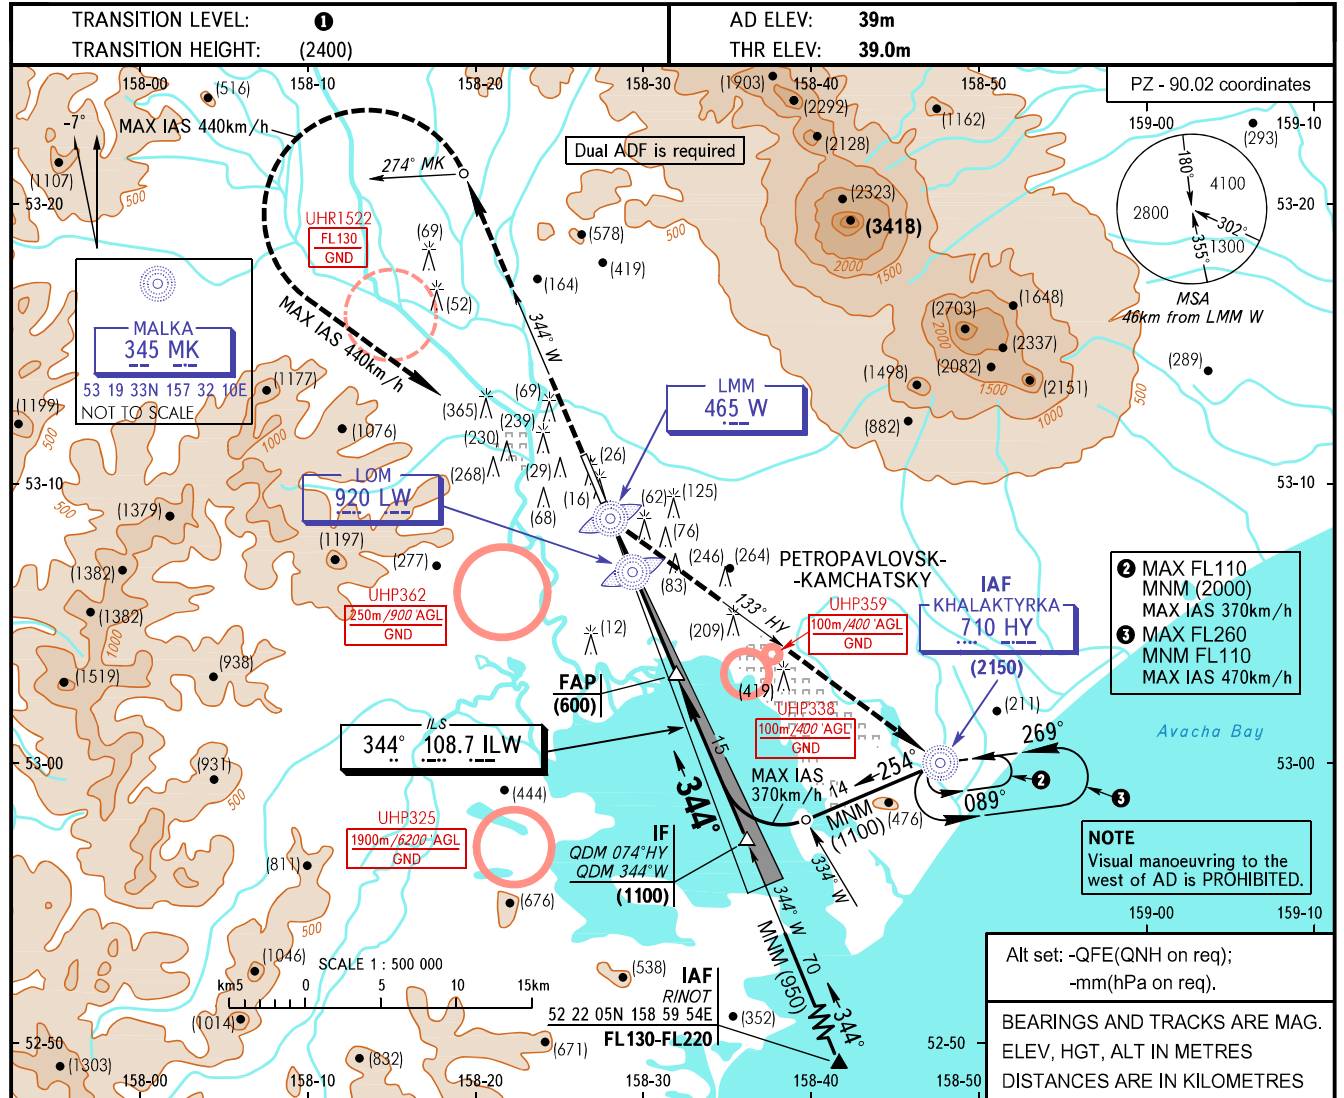 TRANSITION LEVEL: ❶
TRANSITION HEIGHT: (2400)
AD ELEV: 39m
THR ELEV: 39.0m
158-00 158-10 158-20 158-30 158-40 158-50
PZ - 90.02 coordinates
159-00 159-10
(516)
(1903)
(2292)
(1162)
(293)
-7°
MAX IAS 440km/h
(2128)
Dual ADF is required
274° MK
(1107)
500
180°
4100
2800
302°
1300
355°
MSA
46km from LMM W
53-20
53-20
(2323)
(3418)
2000
1500
500
UHR1522
FL130
GND
(69)
(578)
(419)
(164)
(52)
MAX IAS 440km/h
344° W
MALKA
345 MK
53 19 33N 157 32 10E
NOT TO SCALE
(2703)
(1648)
2000
(2337)
(2082)
(1498)
1500
(2151)
1000
500
(289)
(882)
(1177)
(1199)
500
1000
(1076)
(365)
(69)
(239)
(230)
(268)
(29)
(26)
(16)
(68)
LMM
465 W
LOM
920 LW
53-10
53-10
500
(1379)
500
(1197)
(277)
(62)
(125)
(76)
(246)
(264)
(83)
(1382)
(1382)
1000
PETROPAVLOVSK-
-KAMCHATSKY
❷ MAX FL110
MNM (2000)
MAX IAS 370km/h
❸ MAX FL260
MNM FL110
MAX IAS 470km/h
UHP362
250m/900'AGL
GND
133° HY
UHP359
100m/400'AGL
GND
IAF
KHALAKTYRKA
710 HY
(2150)
(12)
(209)
(938)
(1519)
FAP
(600)
(419)
UHP338
100m/400'AGL
GND
(211)
269°
Avacha Bay
ILS
344° 108.7 ILW
15
53-00
53-00
(931)
500
(444)
344°
MAX IAS
370km/h
254°
14
MNM
(1100)
(476)
089°
❷
❸
UHP325
1900m/6200'AGL
GND
IF
QDM 074°HY
QDM 344°W
(1100)
334° W
NOTE
Visual manoeuvring to the
west of AD is PROHIBITED.
(811)
500
(676)
344° W
159-00 159-10
(1046)
SCALE 1 : 500 000
km5 0 5 10 15km
(538)
MNM (950)
70
IAF
RINOT
52 22 05N 158 59 54E
FL130-FL220
344°
Alt set: -QFE(QNH on req);
-mm(hPa on req).
(1014)
(352)
52-50
52-50
(1303)
(832)
(671)
BEARINGS AND TRACKS ARE MAG.
ELEV, HGT, ALT IN METRES
DISTANCES ARE IN KILOMETRES
158-00 158-10 158-20 158-30 158-40 158-50